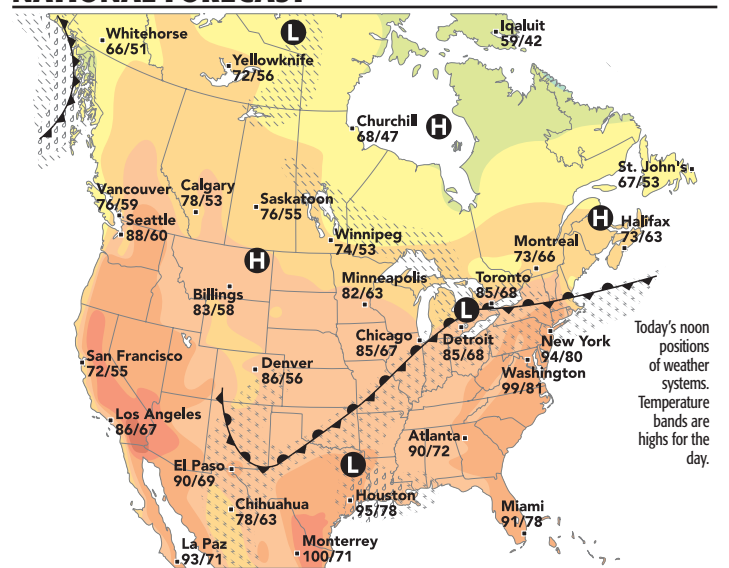 NATIONAL FORECAST
L
Whitehorse
66/51
Iqaluit
59/42
Yellowknife
72/56
Churchill
68/47
H
St. John's
67/53
Vancouver
76/59
Calgary
78/53
Saskatoon
76/55
Seattle
88/60
Winnipeg
74/53
H
Halifax
73/63
Montreal
73/66
H
Minneapolis
82/63
Toronto
85/68
Billings
83/58
L
Chicago
85/67
Detroit
85/68
New York
94/80
San Francisco
72/55
Denver
86/56
Washington
99/81
Today's noon
positions
of weather
systems.
Temperature
bands are
highs for the
day.
Los Angeles
86/67
Atlanta
90/72
El Paso
90/69
L
Houston
95/78
Chihuahua
78/63
Miami
91/78
La Paz
93/71
Monterrey
100/71